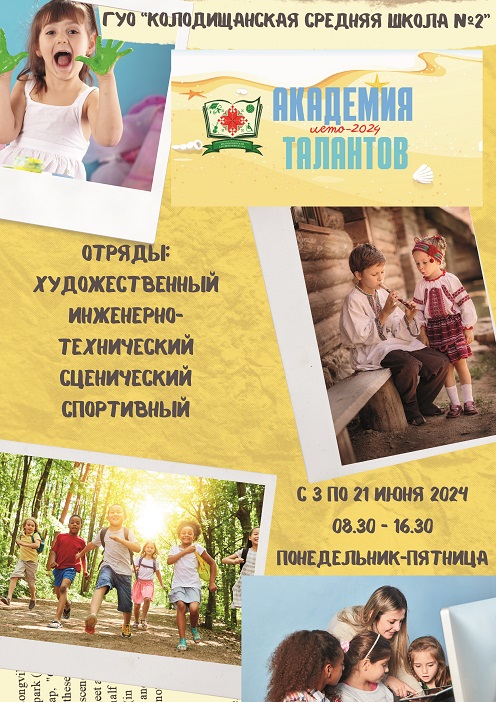 ГУО "КОЛОДИЩАНСКАЯ СРЕДНЯЯ ШКОЛА №2"
АКАДЕМИЯ
лето-2024
ТАЛАНТОВ
ОТРЯДЫ:
ХУДОЖЕСТВЕННЫЙ
ИНЖЕНЕРНО-
ТЕХНИЧЕСКИЙ
СЦЕНИЧЕСКИЙ
СПОРТИВНЫЙ
С 3 ПО 21 ИЮНЯ 2024
08.30 - 16.30
ПОНЕДЕЛЬНИК-ПЯТНИЦА